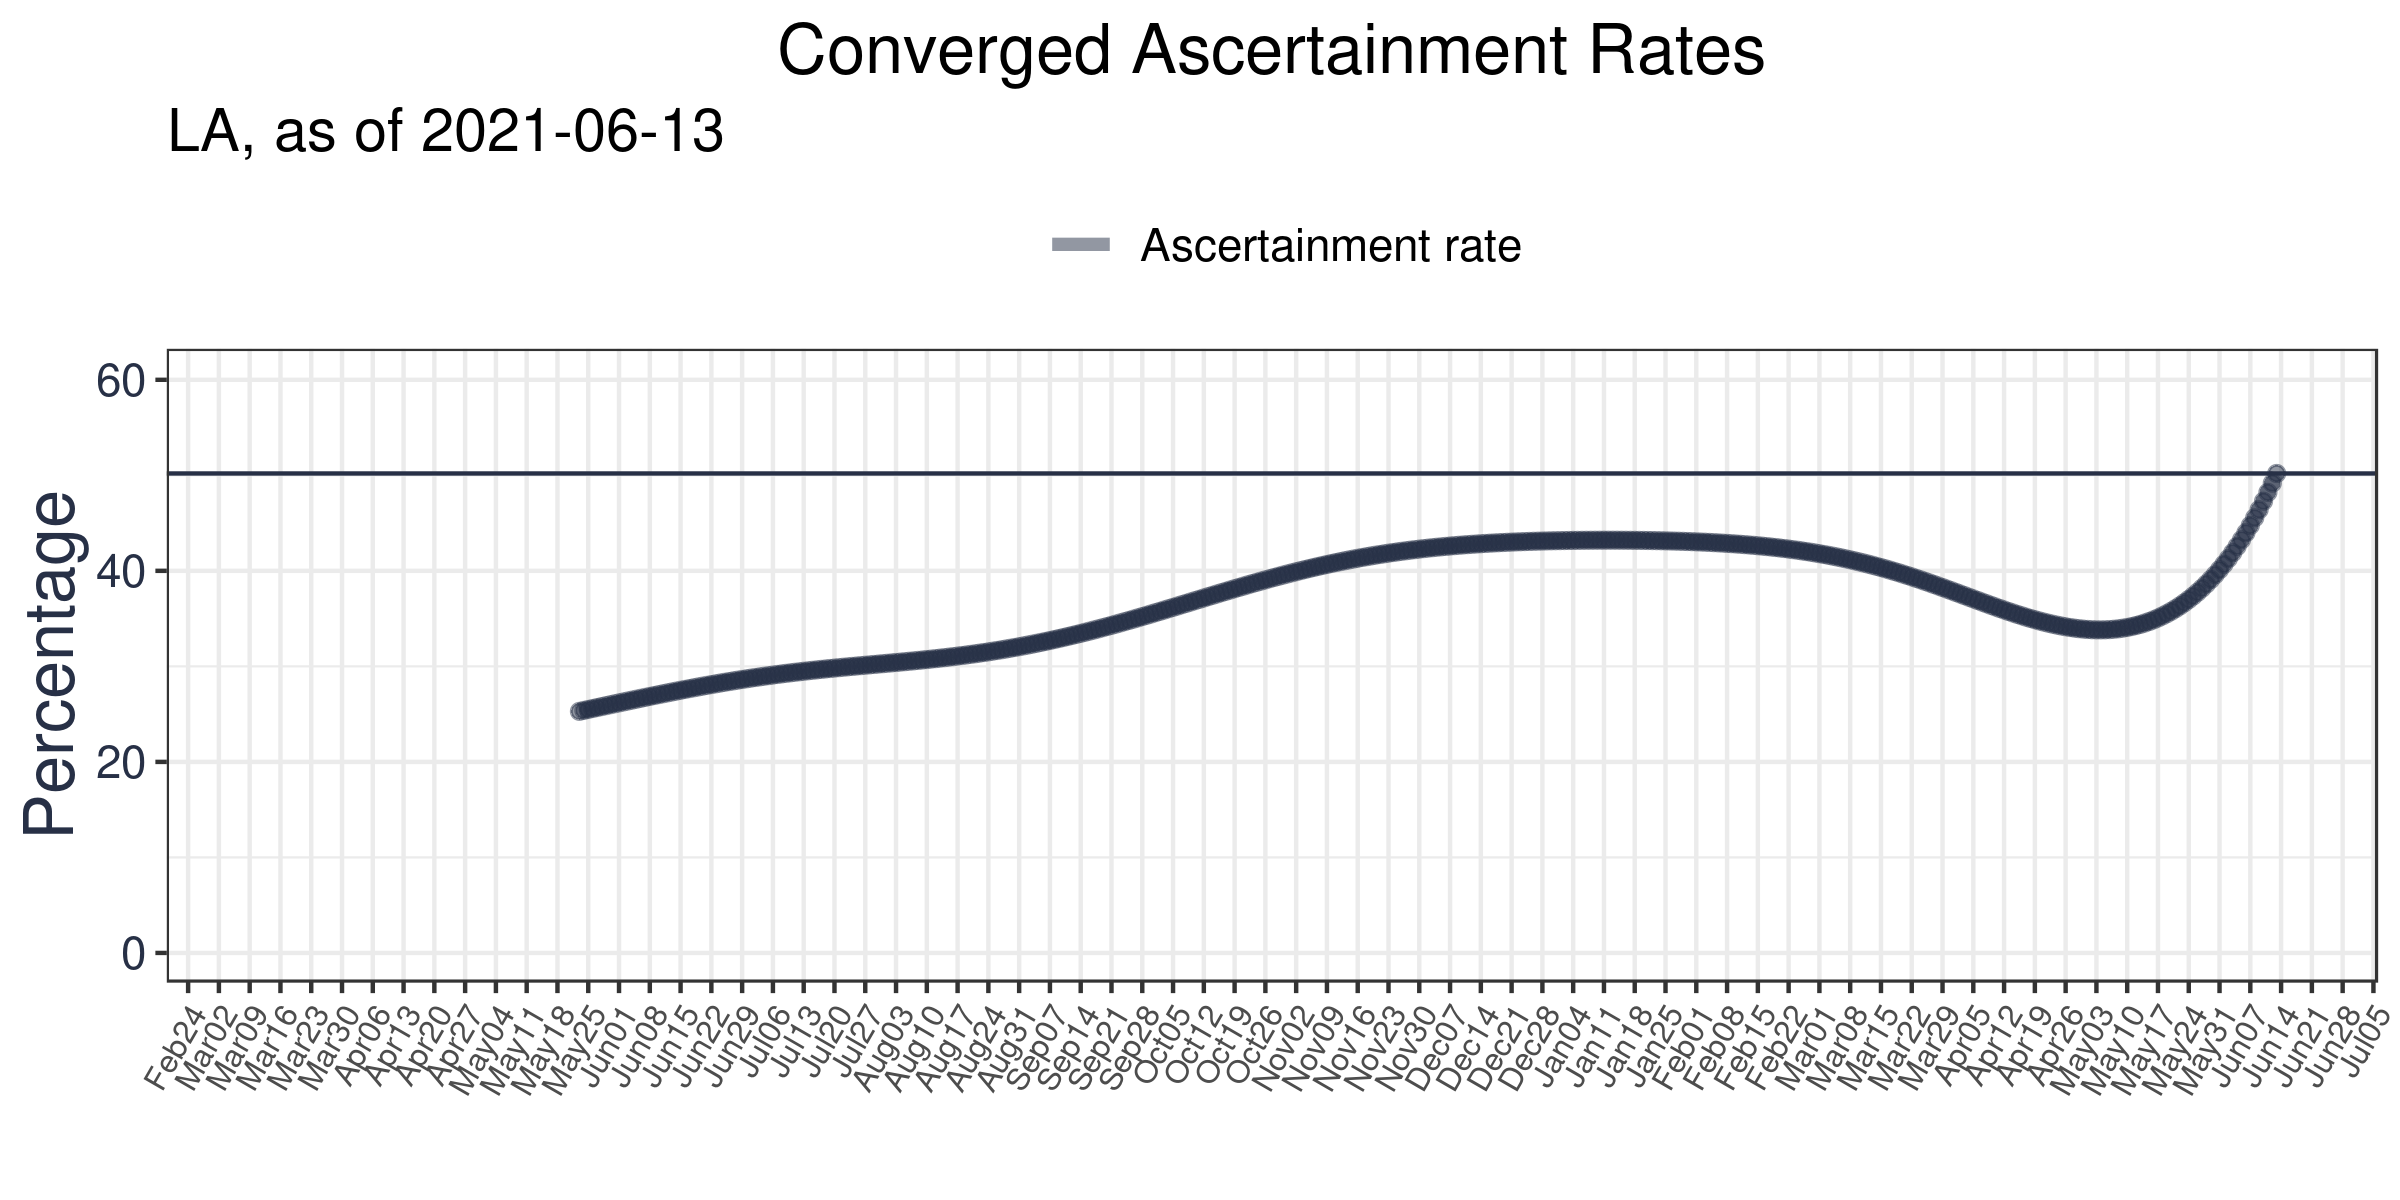 Converged Ascertainment Rates
LA, as of 2021-06-13
Ascertainment rate
Percentage
60
40
20
0
Feb24
Mar02
Mar09
Mar16
Mar23
Mar30
Apr06
Apr13
Apr20
Apr27
May04
May11
May18
May25
Jun01
Jun08
Jun15
Jun22
Jun29
Jul06
Jul13
Jul20
Jul27
Aug03
Aug10
Aug17
Aug24
Aug31
Sep07
Sep14
Sep21
Sep28
Oct05
Oct12
Oct19
Oct26
Nov02
Nov09
Nov16
Nov23
Nov30
Dec07
Dec14
Dec21
Dec28
Jan04
Jan11
Jan18
Jan25
Feb01
Feb08
Feb15
Feb22
Mar01
Mar08
Mar15
Mar22
Mar29
Apr05
Apr12
Apr19
Apr26
May03
May10
May17
May24
May31
Jun07
Jun14
Jun21
Jun28
Jul05